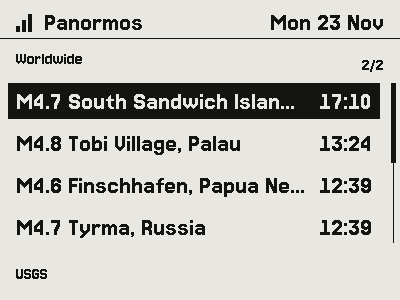 Panormos Mon 23 Nov
Worldwide
2/2
M4.7 South Sandwich Islan... 17:10
M4.8 Tobi Village, Palau 13:24
M4.6 Finschhafen, Papua Ne... 12:39
M4.7 Tyrma, Russia 12:39
USGS